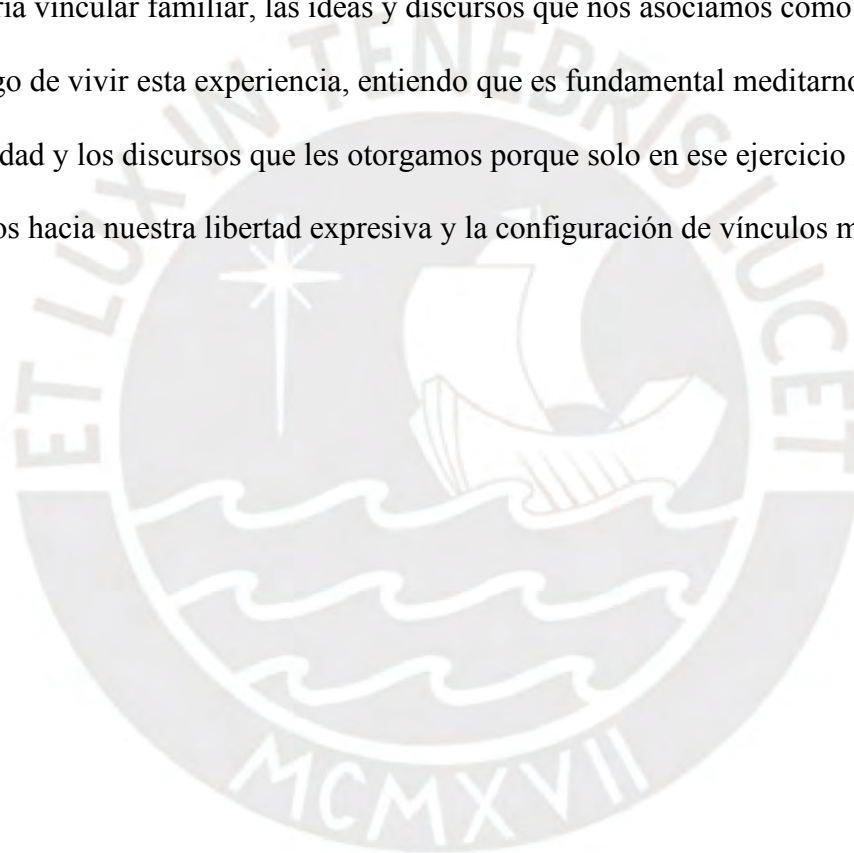 ría vincular familiar, las ideas y discursos que nos asociamos como
go de vivir esta experiencia, entiendo que es fundamental meditarno
dad y los discursos que les otorgamos porque solo en ese ejercicio
os hacia nuestra libertad expresiva y la configuración de vínculos m
ET LUX IN TENEBRIS LUCET
MCMXVII